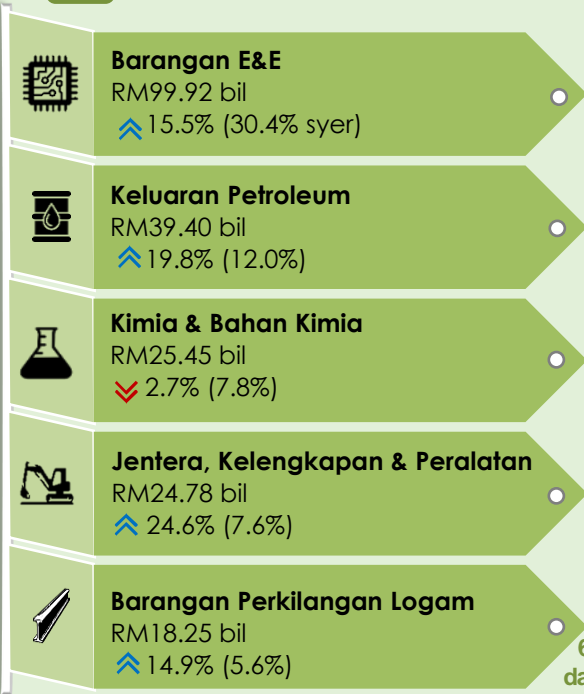 Barangan E&E
RM99.92 bil
15.5% (30.4% syer)
Keluaran Petroleum
RM39.40 bil
19.8% (12.0%)
Kimia & Bahan Kimia
RM25.45 bil
2.7% (7.8%)
Jentera, Kelengkapan & Peralatan
RM24.78 bil
24.6% (7.6%)
Barangan Perkilangan Logam
RM18.25 bil
14.9% (5.6%)